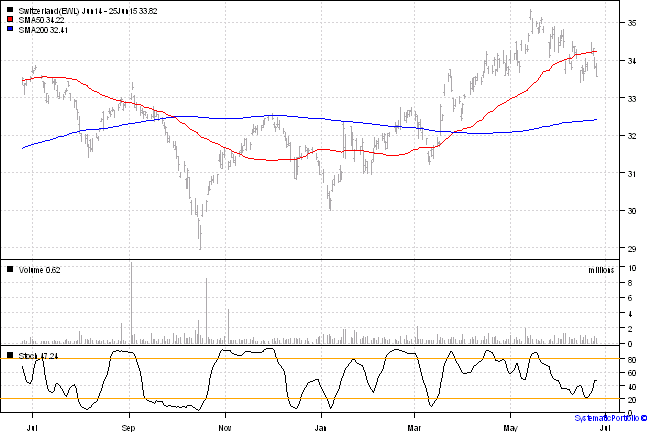 Switzerland(EWL) Jun14 - 25Jun15 33.82
SMA50 34.22
SMA200 32.41
35
34
33
32
31
30
29
Volume 0.62
millions
10
8
6
4
2
0
Stoch 47.24
80
60
40
20
0
Jul Sep Nov Jan Mar May Jul
SystematicPortfolio ©